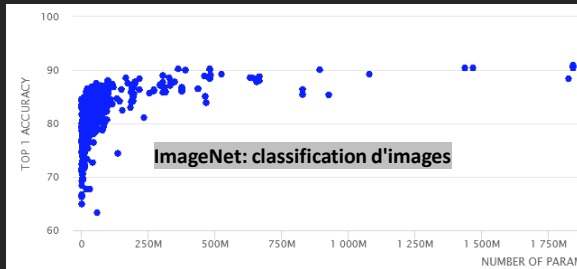 100
90
80
70
60
TOP 1 ACCURACY
ImageNet: classification d'images
0 250M 500M 750M 1 000M 1 250M 1 500M 1 750M
NUMBER OF PARAM